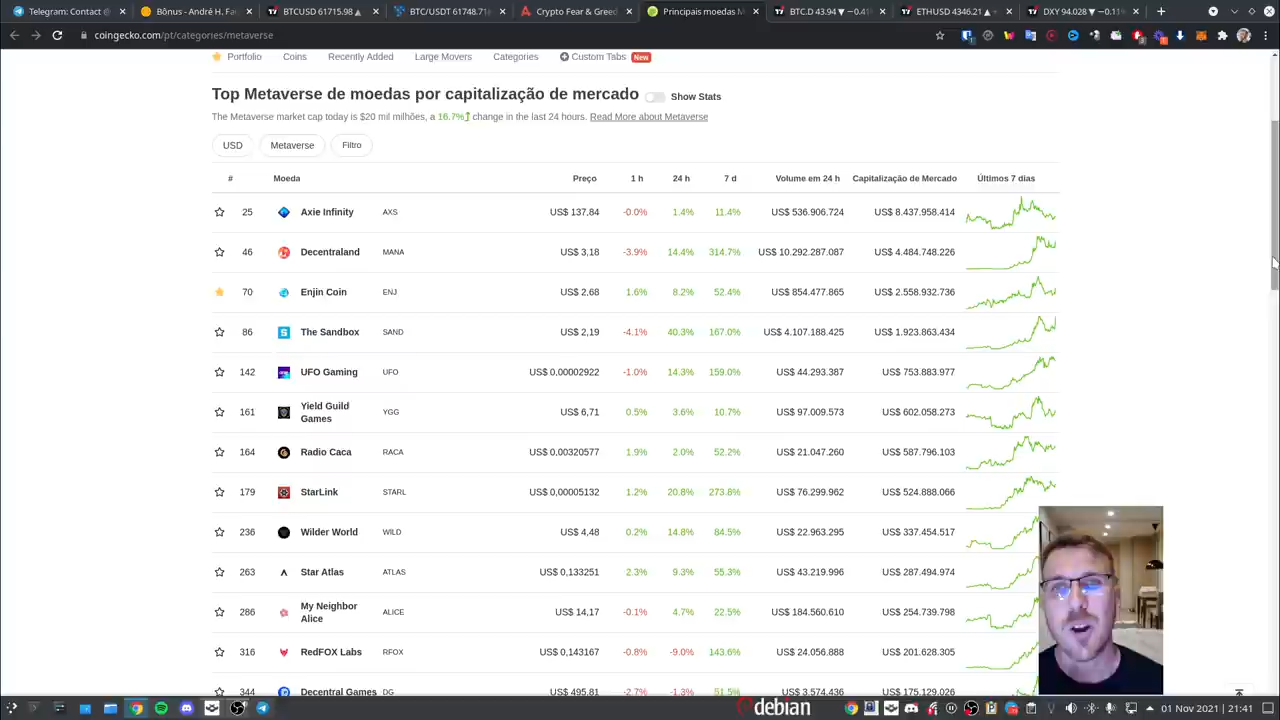 Telegram: Contact @
Bônus - André H. Fa
BTCUSD 61715.98▲
BTC/USDT 61748.71
Crypto Fear & Greed
Principais moedas M
BTC.D 43.94▼−0.41
ETHUSD 4346.21▲
DXY 94.028▼−0.11
coingecko.com/pt/categories/metaverse
Portfolio Coins Recently Added Large Movers Categories Custom Tabs New
Top Metaverse de moedas por capitalização de mercado Show Stats
The Metaverse market cap today is $20 mil milhões, a 16.7% change in the last 24 hours. Read More about Metaverse
USD Metaverse Filtro
# Moeda Preço 1 h 24 h 7 d Volume em 24 h Capitalização de Mercado Últimos 7 dias
25 Axie Infinity AXS US$ 137,84 -0.0% 1.4% 11.4% US$ 536.906.724 US$ 8.437.958.414
46 Decentraland MANA US$ 3,18 -3.9% 14.4% 314.7% US$ 10.292.287.087 US$ 4.484.748.226
70 Enjin Coin ENJ US$ 2,68 1.6% 8.2% 52.4% US$ 854.477.865 US$ 2.558.932.736
86 The Sandbox SAND US$ 2,19 -4.1% 40.3% 167.0% US$ 4.107.188.425 US$ 1.923.863.434
142 UFO Gaming UFO US$ 0,00002922 -1.0% 14.3% 159.0% US$ 44.293.387 US$ 753.883.977
161 Yield Guild Games YGG US$ 6,71 0.5% 3.6% 10.7% US$ 97.009.573 US$ 602.058.273
164 Radio Caca RACA US$ 0,00320577 1.9% 2.0% 52.2% US$ 21.047.260 US$ 587.796.103
179 StarLink STARL US$ 0,00005132 1.2% 20.8% 273.8% US$ 76.299.962 US$ 524.888.066
236 Wilder World WILD US$ 4,48 0.2% 14.8% 84.5% US$ 22.963.295 US$ 337.454.517
263 Star Atlas ATLAS US$ 0,133251 2.3% 9.3% 55.3% US$ 43.219.996 US$ 287.494.974
286 My Neighbor Alice ALICE US$ 14,17 -0.1% 4.7% 22.5% US$ 184.560.610 US$ 254.739.798
316 RedFOX Labs RFOX US$ 0,143167 -0.8% -9.0% 143.6% US$ 24.056.888 US$ 201.628.305
344 Decentral Games DG US$ 495,81 -2.7% -1.3% 51.5% US$ 3.574.436 US$ 175.129.026
debian
01 Nov 2021 21:41